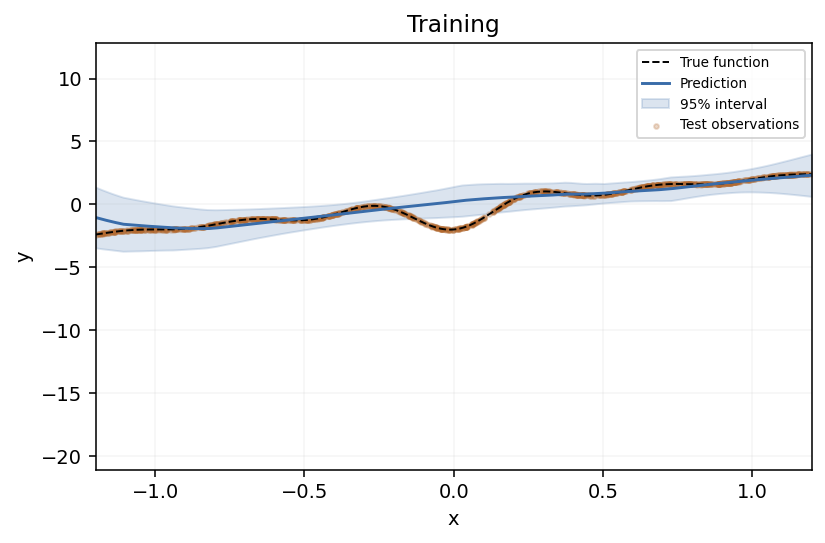 Training
True function
Prediction
95% interval
Test observations
10
5
0
−5
−10
−15
−20
y
−1.0 −0.5 0.0 0.5 1.0
x